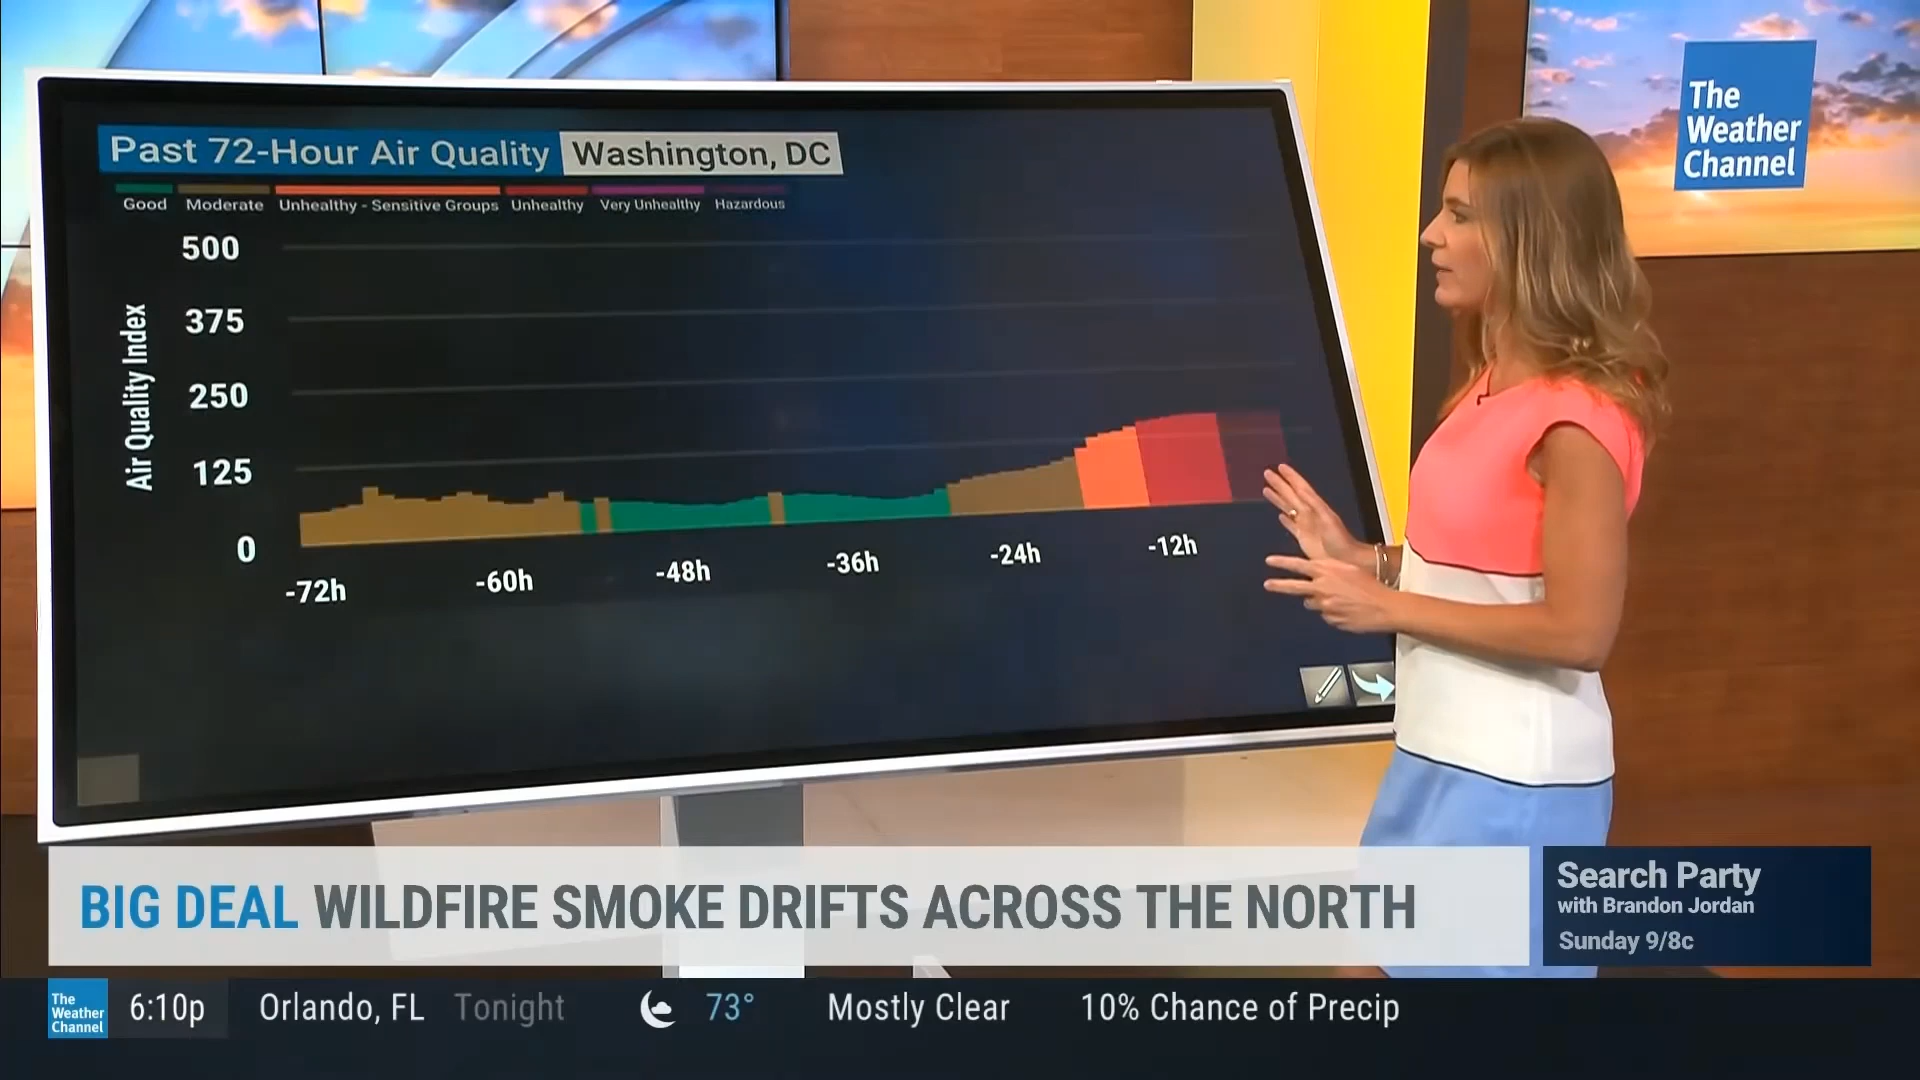 The
Weather
Channel
Past 72-Hour Air Quality Washington, DC
Good Moderate Unhealthy - Sensitive Groups Unhealthy Very Unhealthy Hazardous
500
375
250
125
0
Air Quality Index
-72h -60h -48h -36h -24h -12h
BIG DEAL WILDFIRE SMOKE DRIFTS ACROSS THE NORTH
Search Party
with Brandon Jordan
Sunday 9/8c
The
Weather
Channel
6:10p Orlando, FL Tonight 73° Mostly Clear 10% Chance of Precip